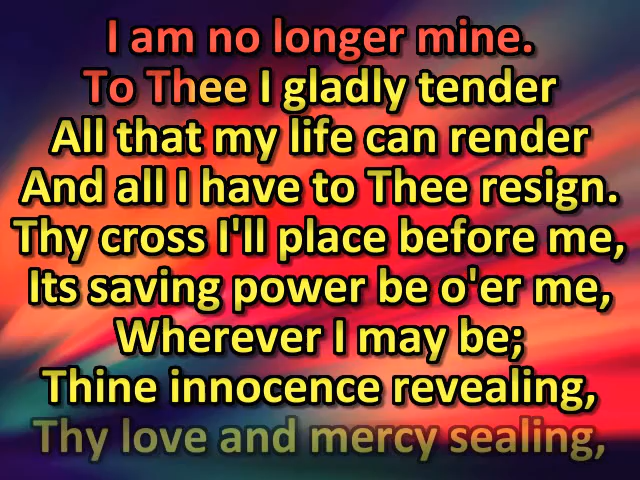 I am no longer mine.
To Thee I gladly tender
All that my life can render
And all I have to Thee resign.
Thy cross I'll place before me,
Its saving power be o'er me,
Wherever I may be;
Thine innocence revealing,
Thy love and mercy sealing,